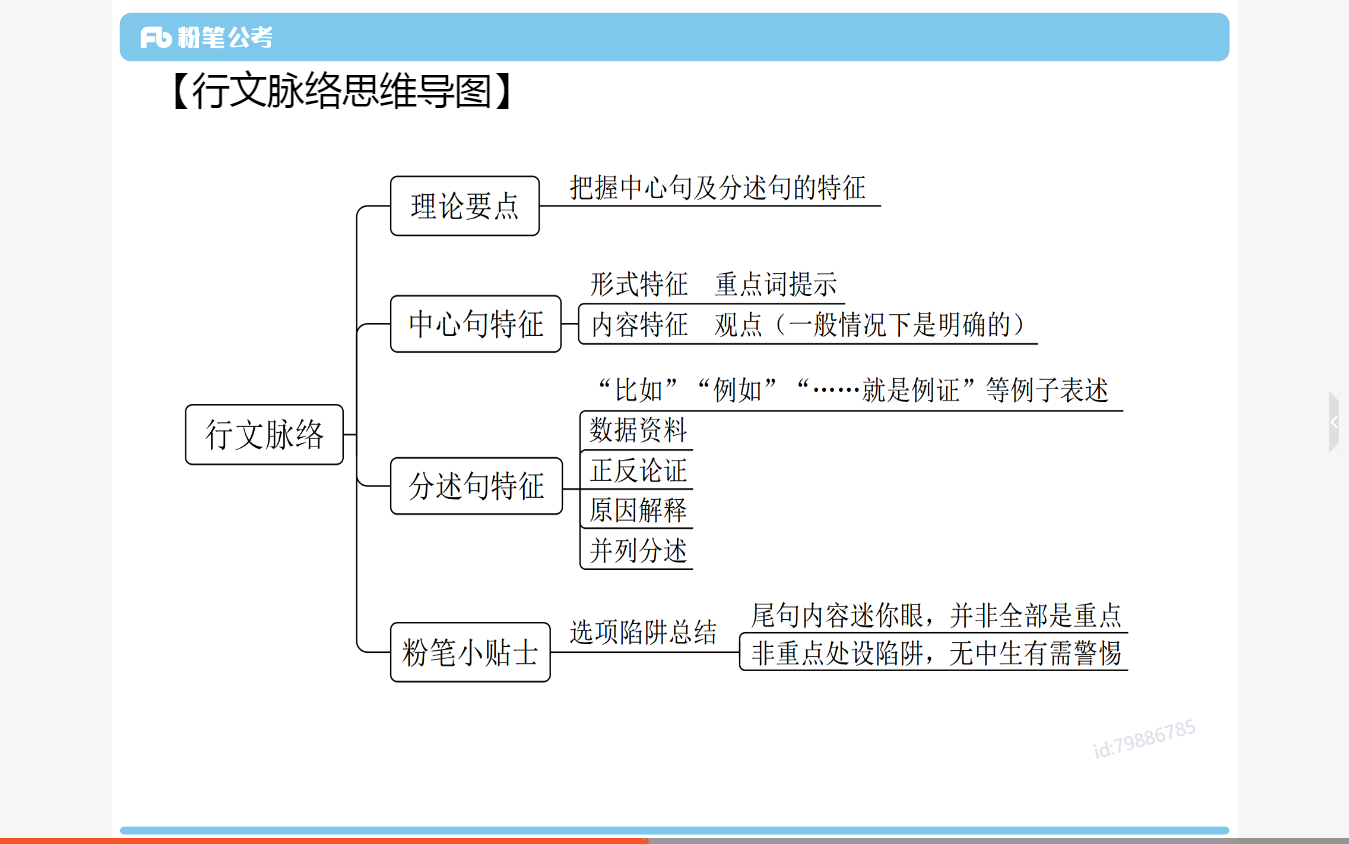 Fb 粉笔公考
【行文脉络思维导图】
行文脉络
理论要点
把握中心句及分述句的特征
中心句特征
形式特征 重点词提示
内容特征 观点（一般情况下是明确的）
分述句特征
“比如”“例如”“……就是例证”等例子表述
数据资料
正反论证
原因解释
并列分述
粉笔小贴士
选项陷阱总结
尾句内容迷你眼，并非全部是重点
非重点处设陷阱，无中生有需警惕
id:79886785